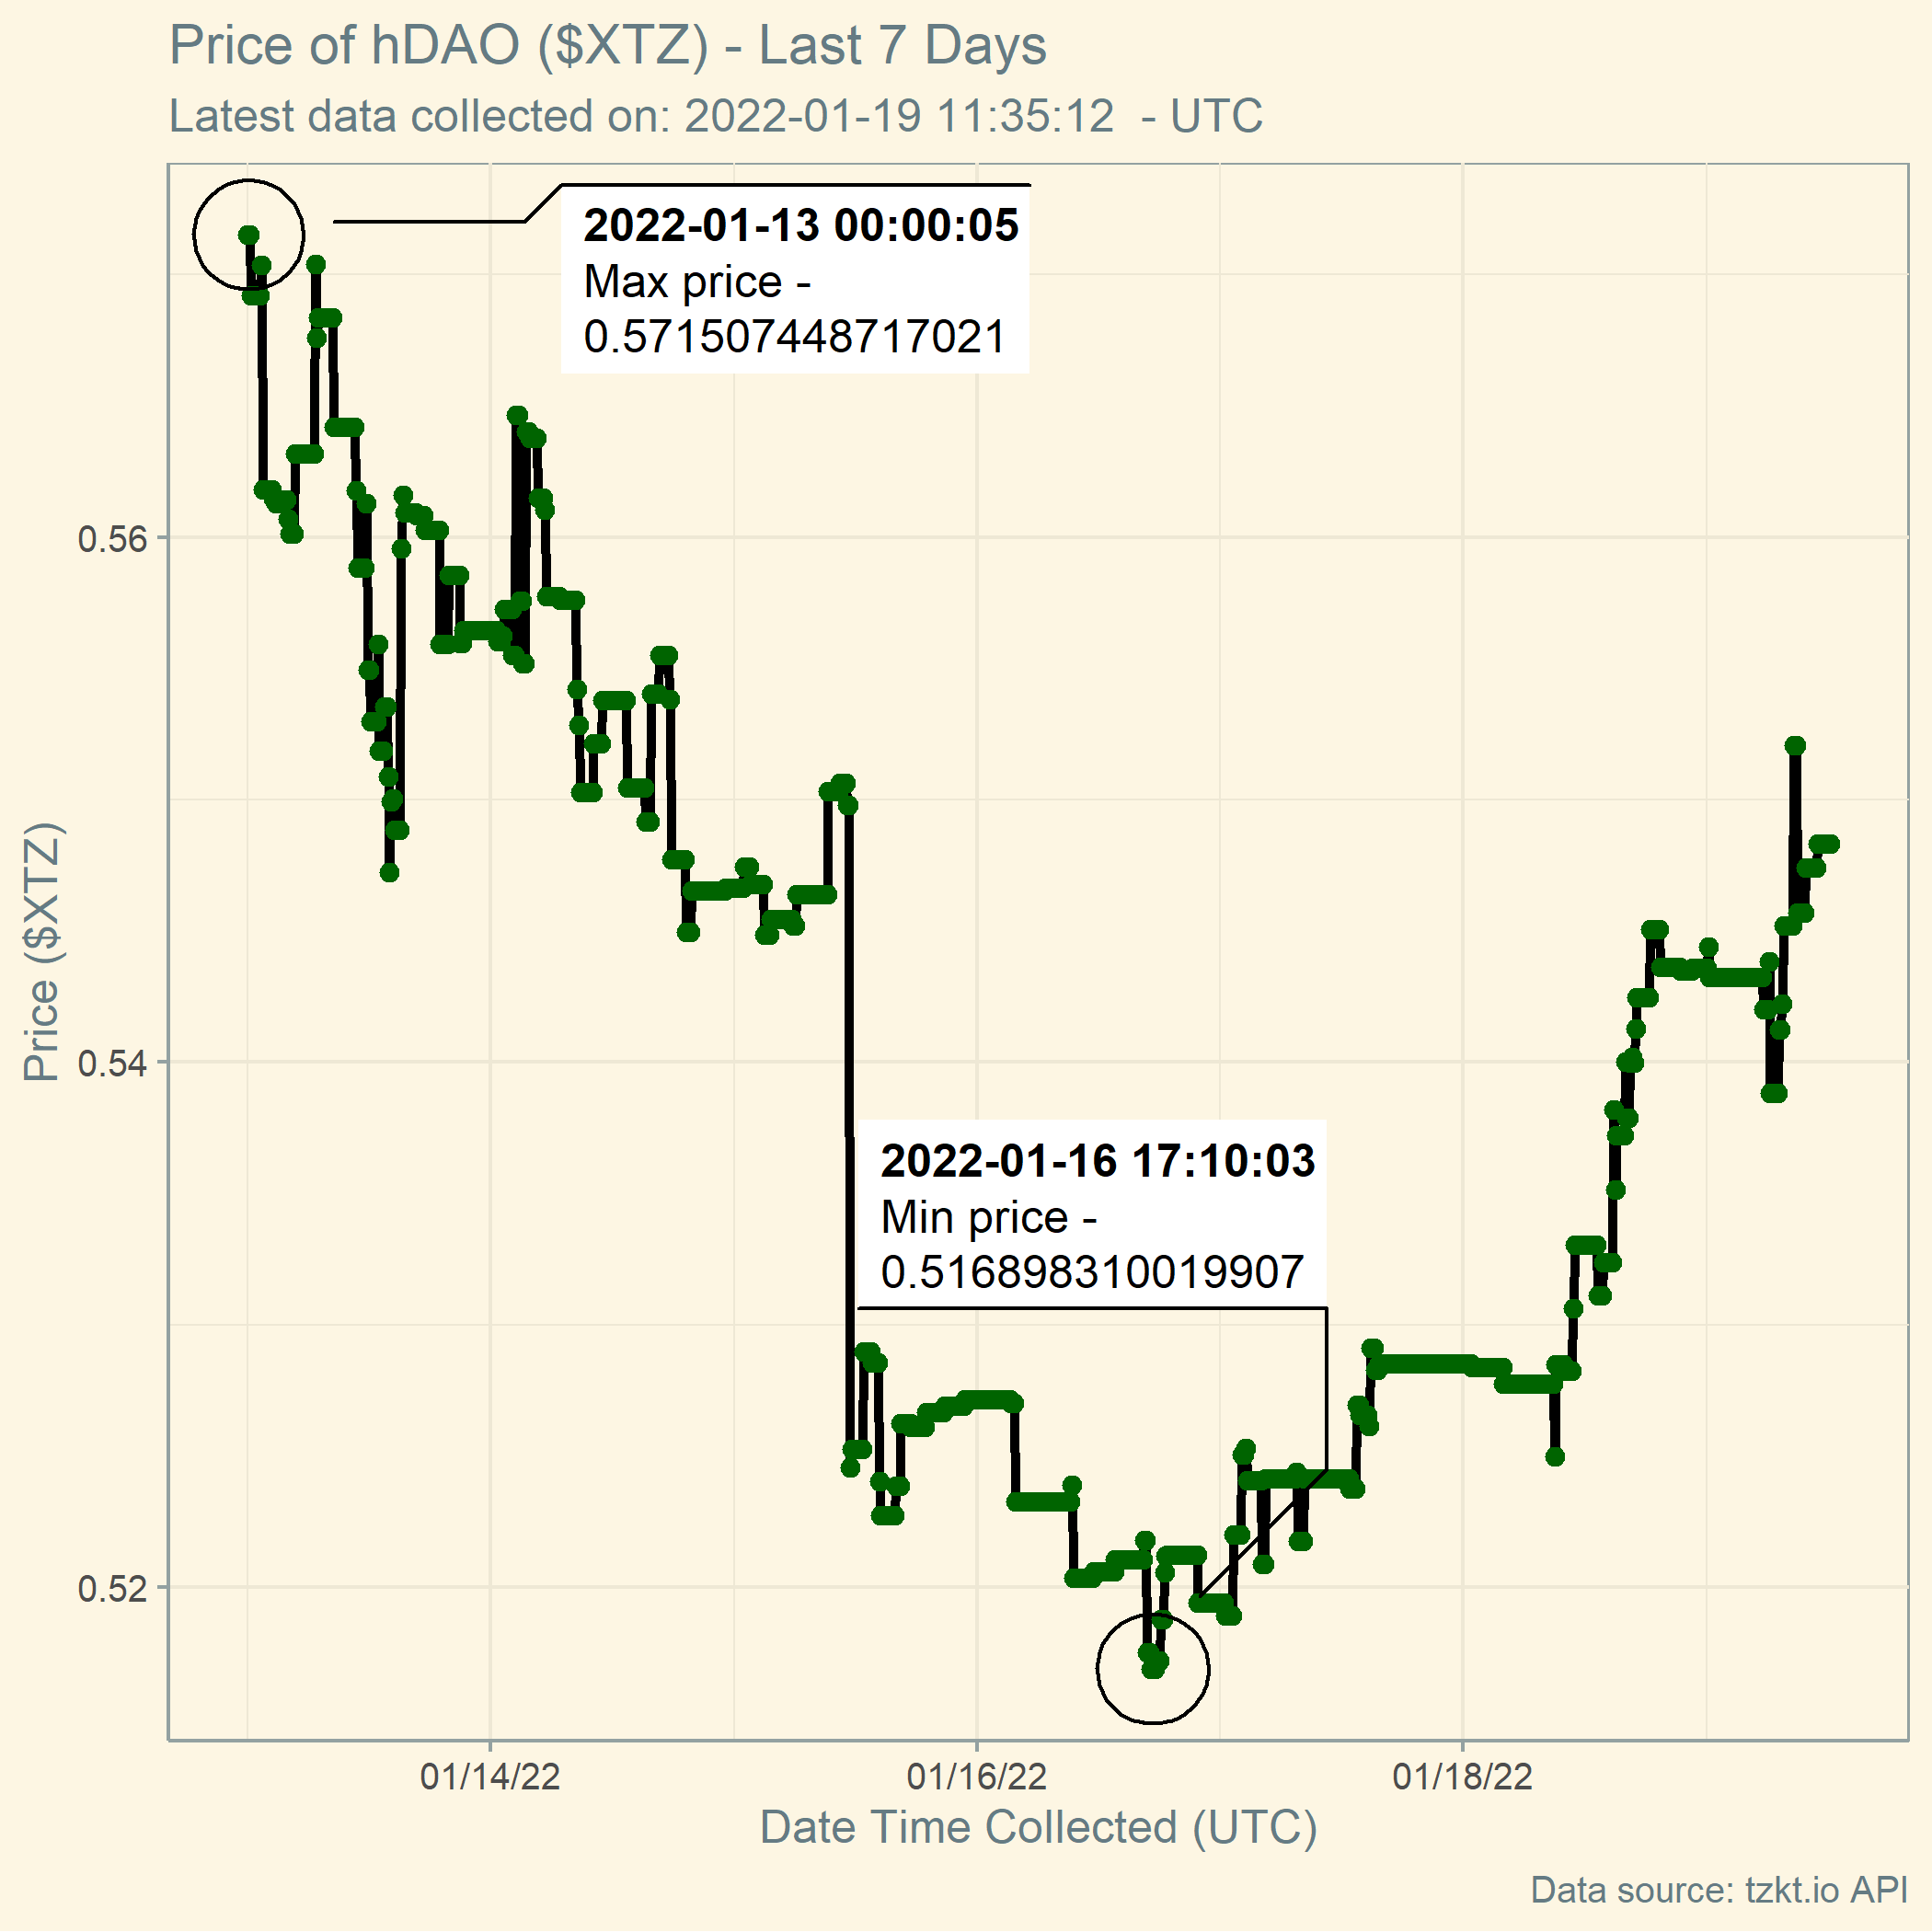 Price of hDAO ($XTZ) - Last 7 Days
Latest data collected on: 2022-01-19 11:35:12  - UTC
2022-01-13 00:00:05
Max price -
0.571507448717021
0.56
0.54
0.52
Price ($XTZ)
2022-01-16 17:10:03
Min price -
0.516898310019907
01/14/22
01/16/22
01/18/22
Date Time Collected (UTC)
Data source: tzkt.io API